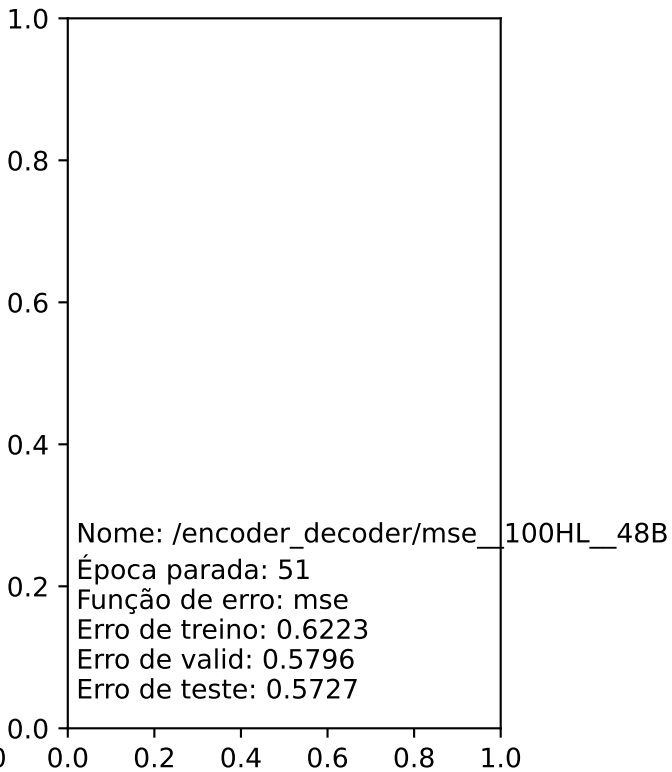 1.0
0.8
0.6
0.4
0.2
0.0
Nome: /encoder_decoder/mse__100HL__48B
Época parada: 51
Função de erro: mse
Erro de treino: 0.6223
Erro de valid: 0.5796
Erro de teste: 0.5727
0.0 0.2 0.4 0.6 0.8 1.0